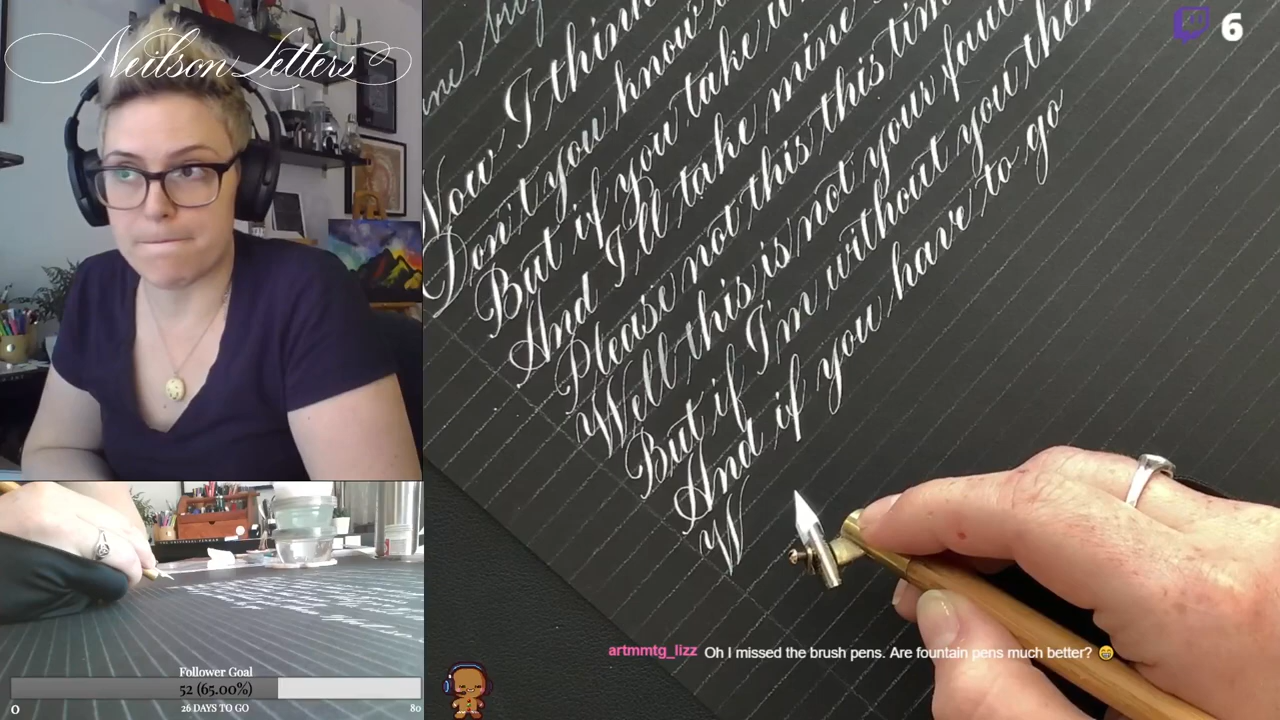 Neilson Letters
6
Now I think
Don't you know
But if you take
And I'll take mine
Please not this this time
Well this is not your fault
But if I'm without you then
And if you have to go
W
artmmtg_lizz Oh I missed the brush pens. Are fountain pens much better? 😁
Follower Goal
52 (65.00%)
0 26 DAYS TO GO 80